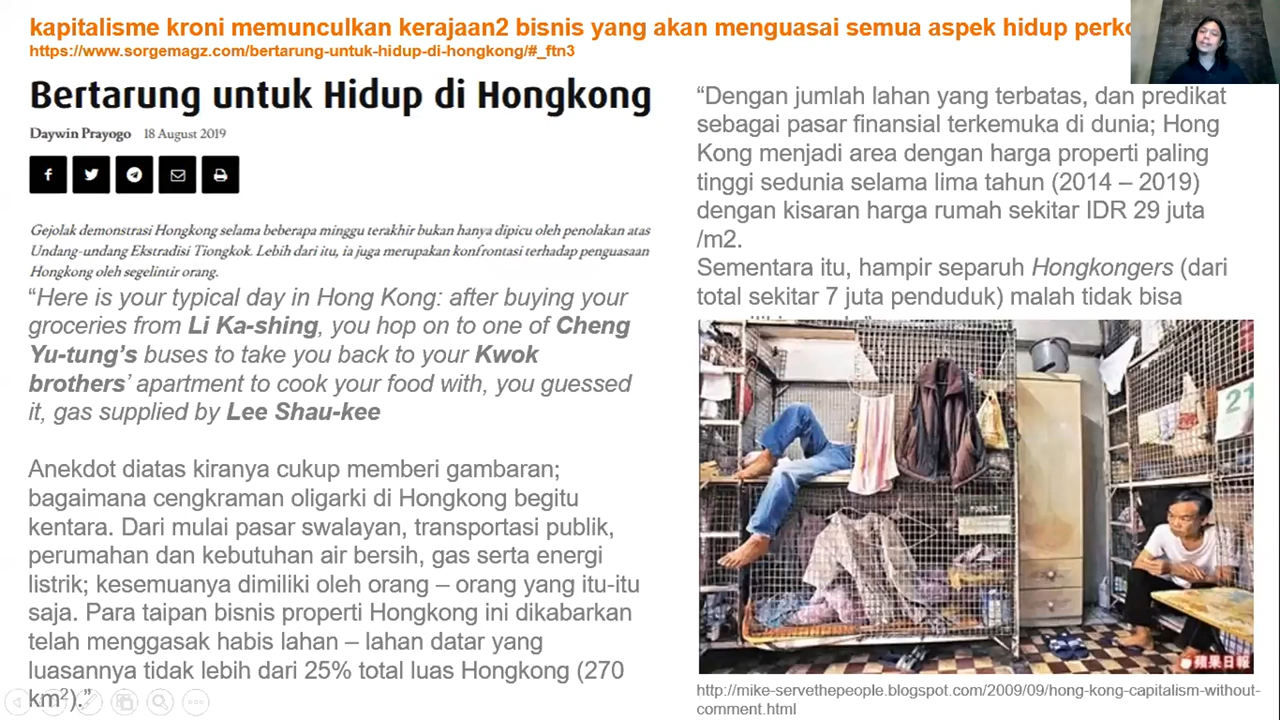 kapitalisme kroni memunculkan kerajaan2 bisnis yang akan menguasai semua aspek hidup
https://www.sorgemagz.com/bertarung-untuk-hidup-di-hongkong/#_ftn3
Bertarung untuk Hidup di Hongkong
Daywin Prayogo 18 August 2019
Gejolak demonstrasi Hongkong selama beberapa minggu terakhir bukan hanya dipicu oleh penolakan atas
Undang-undang Ekstradisi Tiongkok. Lebih dari itu, ia juga merupakan konfrontasi terhadap penguasaan
Hongkong oleh segelintir orang.
“Here is your typical day in Hong Kong: after buying your
groceries from Li Ka-shing, you hop on to one of Cheng
Yu-tung’s buses to take you back to your Kwok
brothers’ apartment to cook your food with, you guessed
it, gas supplied by Lee Shau-kee
Anekdot diatas kiranya cukup memberi gambaran;
bagaimana cengkraman oligarki di Hongkong begitu
kentara. Dari mulai pasar swalayan, transportasi publik,
perumahan dan kebutuhan air bersih, gas serta energi
listrik; kesemuanya dimiliki oleh orang – orang yang itu-itu
saja. Para taipan bisnis properti Hongkong ini dikabarkan
telah menggasak habis lahan – lahan datar yang
luasannya tidak lebih dari 25% total luas Hongkong (270
km²).”
“Dengan jumlah lahan yang terbatas, dan predikat
sebagai pasar finansial terkemuka di dunia; Hong
Kong menjadi area dengan harga properti paling
tinggi sedunia selama lima tahun (2014 – 2019)
dengan kisaran harga rumah sekitar IDR 29 juta
/m2.
Sementara itu, hampir separuh Hongkongers (dari
total sekitar 7 juta penduduk) malah tidak bisa
21
蘋果日報
http://mike-servethepeople.blogspot.com/2009/09/hong-kong-capitalism-without-
comment.html